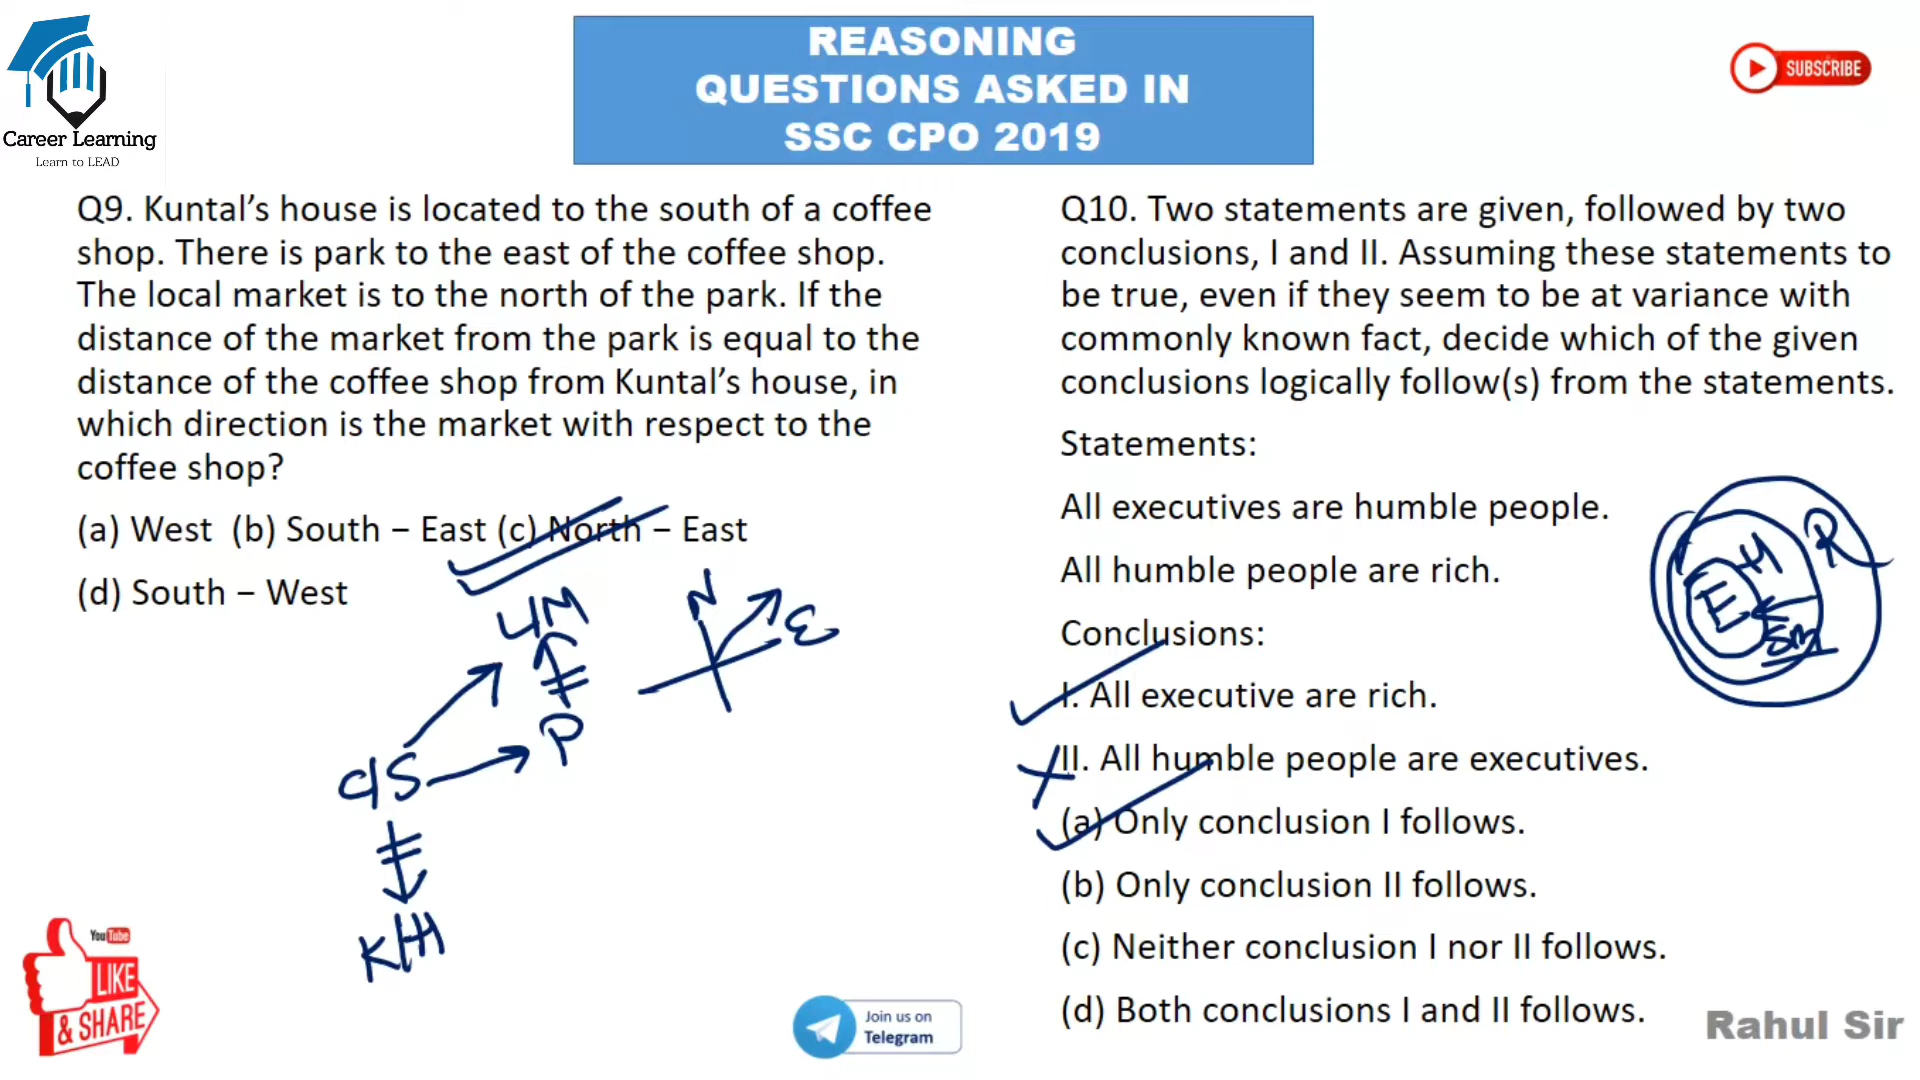 Career Learning
Learn to LEAD
REASONING
QUESTIONS ASKED IN
SSC CPO 2019
SUBSCRIBE
Q9. Kuntal’s house is located to the south of a coffee
shop. There is park to the east of the coffee shop.
The local market is to the north of the park. If the
distance of the market from the park is equal to the
distance of the coffee shop from Kuntal’s house, in
which direction is the market with respect to the
coffee shop?
(a) West (b) South – East (c) North – East
(d) South – West
LM
N
E
P
C/S
K/H
Q10. Two statements are given, followed by two
conclusions, I and II. Assuming these statements to
be true, even if they seem to be at variance with
commonly known fact, decide which of the given
conclusions logically follow(s) from the statements.
Statements:
All executives are humble people.
All humble people are rich.
Conclusions:
I. All executive are rich.
II. All humble people are executives.
(a) Only conclusion I follows.
(b) Only conclusion II follows.
(c) Neither conclusion I nor II follows.
(d) Both conclusions I and II follows.
R
H
E
YouTube
LIKE
& SHARE
Join us on
Telegram
Rahul Sir